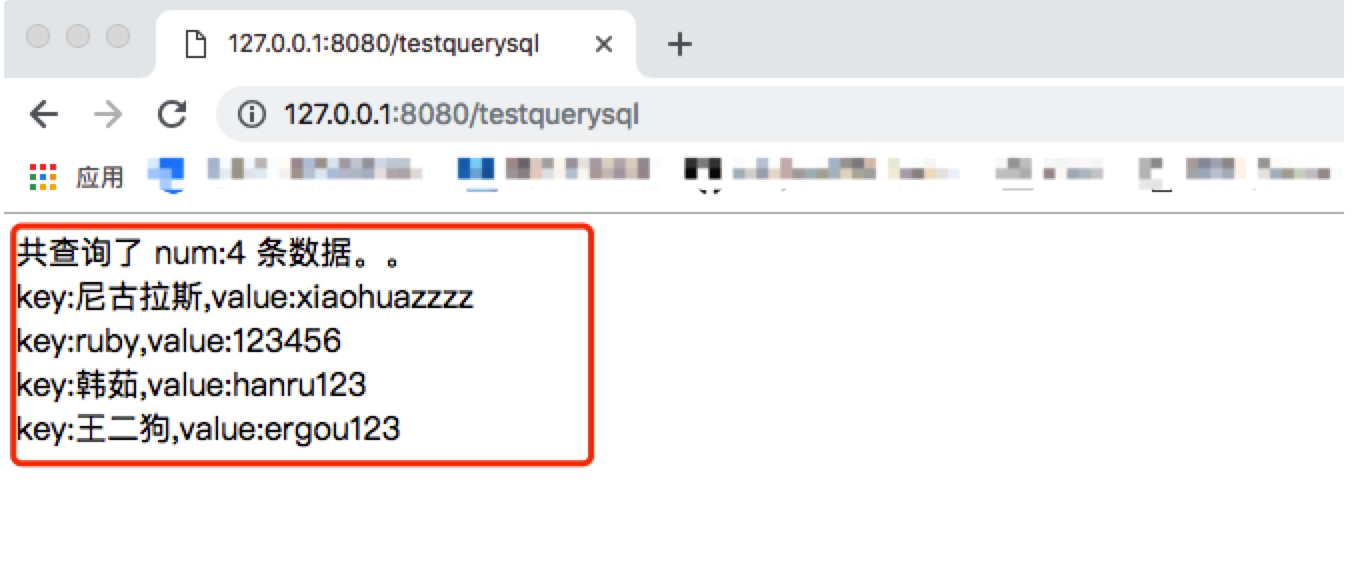 127.0.0.1:8080/testquerysql
127.0.0.1:8080/testquerysql
应用
共查询了 num:4 条数据。。
key:尼古拉斯,value:xiaohuazzzz
key:ruby,value:123456
key:韩茹,value:hanru123
key:王二狗,value:ergou123